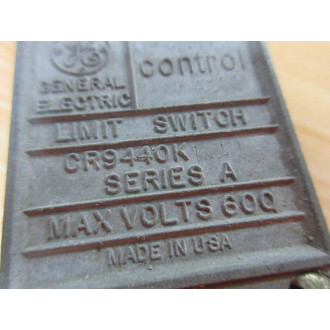 GE
GENERAL
ELECTRIC
control
LIMIT SWITCH
CR9440K
SERIES A
MAX VOLTS 600
MADE IN USA